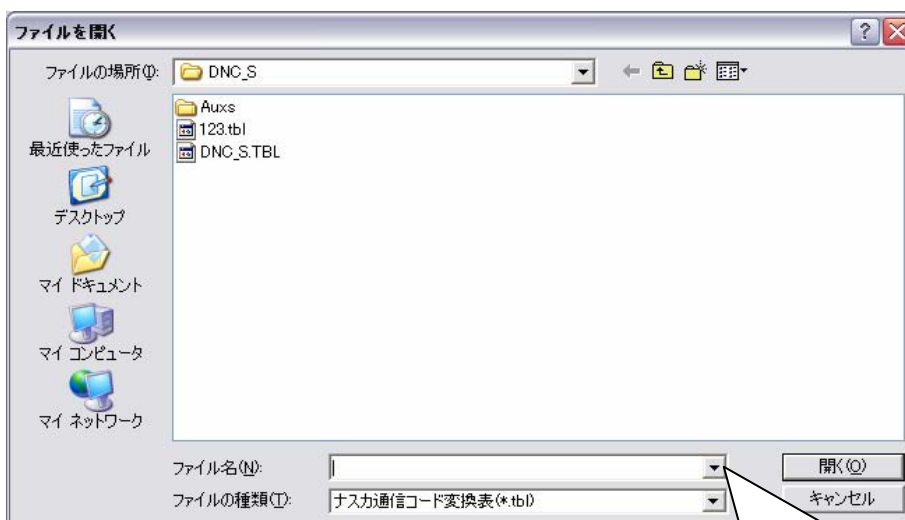 ファイルを開く
ファイルの場所(I):
DNC_S
Auxs
123.tbl
DNC_S.TBL
最近使ったファイル
デスクトップ
マイ ドキュメント
マイ コンピュータ
マイ ネットワーク
ファイル名(N):
開く(O)
ファイルの種類(T):
ナスカ通信コード変換表(*.tbl)
キャンセル